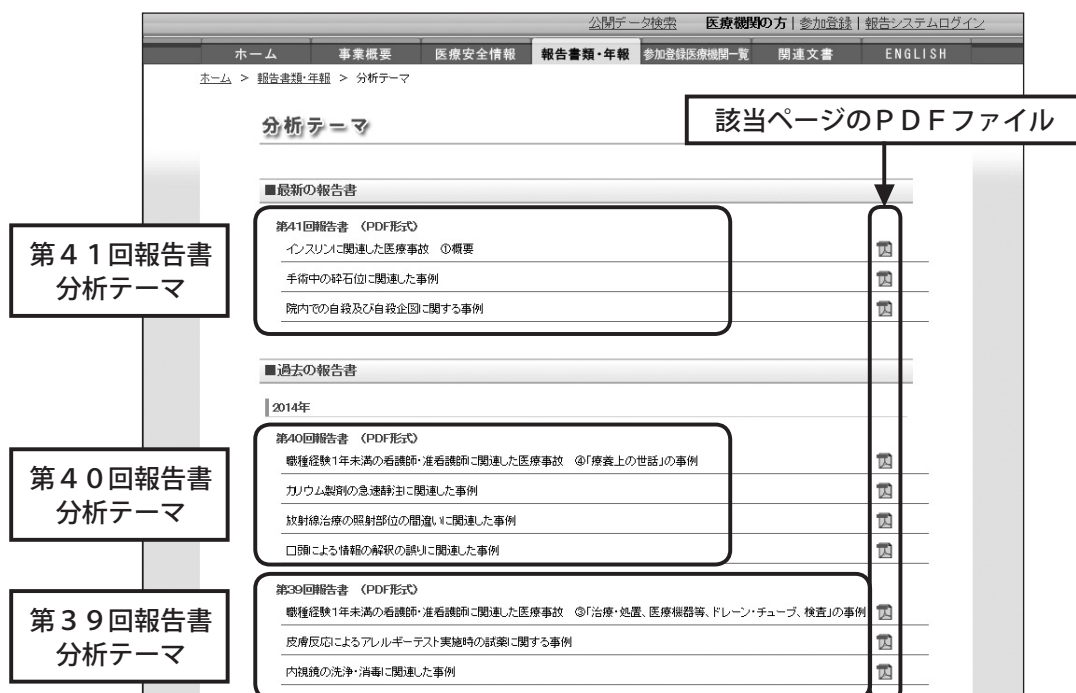 公開データ検索 医療機関の方 | 参加登録 | 報告システムログイン
ホーム 事業概要 医療安全情報 報告書類・年報 参加登録医療機関一覧 関連文書 ENGLISH
ホーム > 報告書類・年報 > 分析テーマ
分析テーマ
該当ページのPDFファイル
■最新の報告書
第41回報告書 (PDF形式)
インスリンに関連した医療事故 ①概要
手術中の砕石位に関連した事例
院内での自殺及び自殺企図に関する事例
第41回報告書
分析テーマ
■過去の報告書
2014年
第40回報告書 (PDF形式)
職種経験1年未満の看護師・准看護師に関連した医療事故 ④「療養上の世話」の事例
カリウム製剤の急速静注に関連した事例
放射線治療の照射部位の間違いに関連した事例
口頭による情報の解釈の誤りに関連した事例
第40回報告書
分析テーマ
第39回報告書 (PDF形式)
職種経験1年未満の看護師・准看護師に関連した医療事故 ③「治療・処置、医療機器等、ドレーン・チューブ、検査」の事例
皮膚反応によるアレルギーテスト実施時の試薬に関する事例
内視鏡の洗浄・消毒に関連した事例
第39回報告書
分析テーマ